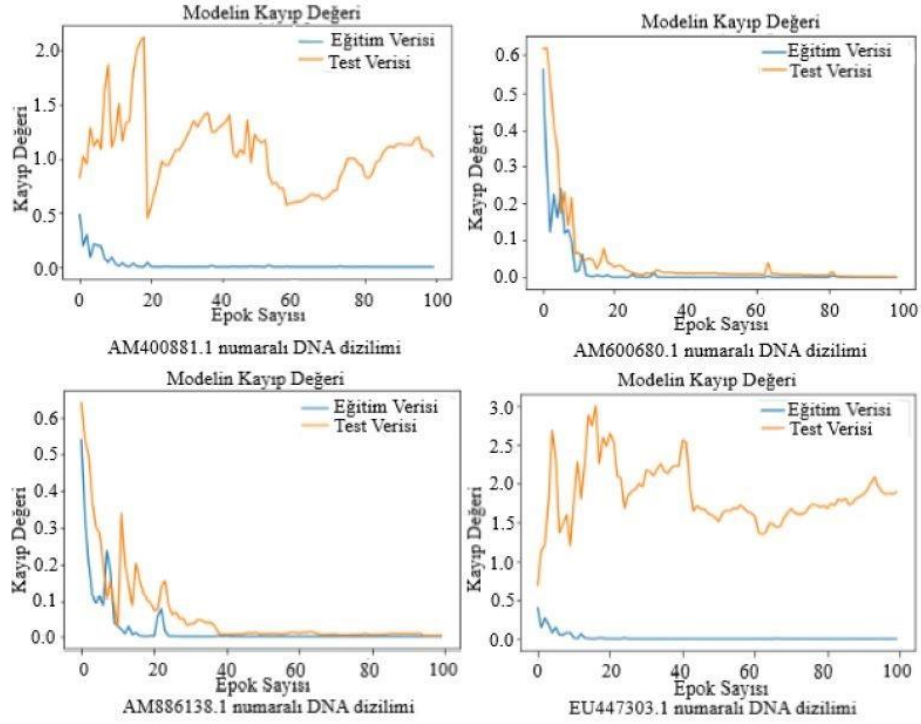 Modelin Kayıp Değeri
Eğitim Verisi
Test Verisi
Kayıp Değeri
2.0
1.5
1.0
0.5
0.0
0 20 40 60 80 100
Epok Sayısı
AM400881.1 numaralı DNA dizilimi
Modelin Kayıp Değeri
Eğitim Verisi
Test Verisi
Kayıp Değeri
0.6
0.5
0.4
0.3
0.2
0.1
0.0
0 20 40 60 80 100
Epok Sayısı
AM600680.1 numaralı DNA dizilimi
Modelin Kayıp Değeri
Eğitim Verisi
Test Verisi
Kayıp Değeri
0.6
0.5
0.4
0.3
0.2
0.1
0.0
0 20 40 60 80 100
Epok Sayısı
AM886138.1 numaralı DNA dizilimi
Modelin Kayıp Değeri
Eğitim Verisi
Test Verisi
Kayıp Değeri
3.0
2.5
2.0
1.5
1.0
0.5
0.0
0 20 40 60 80 100
Epok Sayısı
EU447303.1 numaralı DNA dizilimi